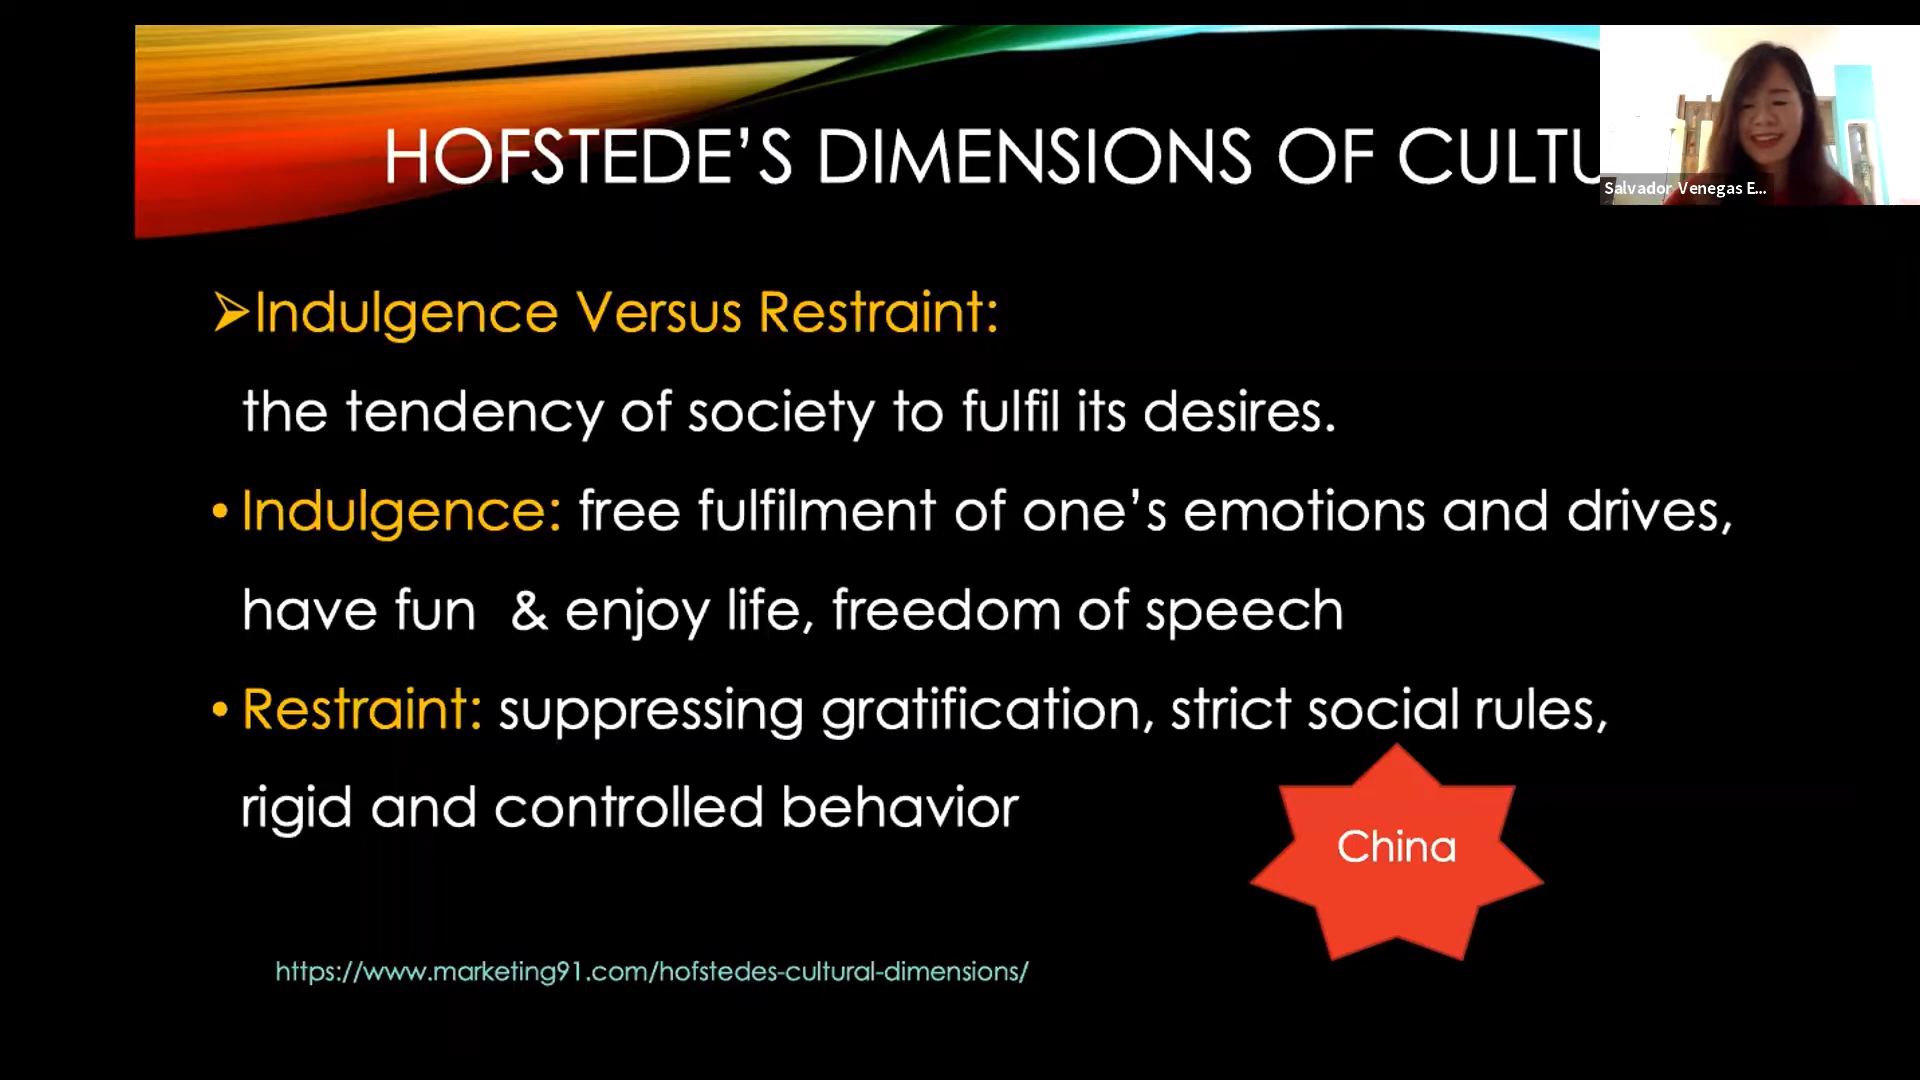 HOFSTEDE'S DIMENSIONS OF CULTU
Salvador Venegas E...
➢Indulgence Versus Restraint:
the tendency of society to fulfil its desires.
• Indulgence: free fulfilment of one's emotions and drives,
have fun & enjoy life, freedom of speech
• Restraint: suppressing gratification, strict social rules,
rigid and controlled behavior
China
https://www.marketing91.com/hofstedes-cultural-dimensions/